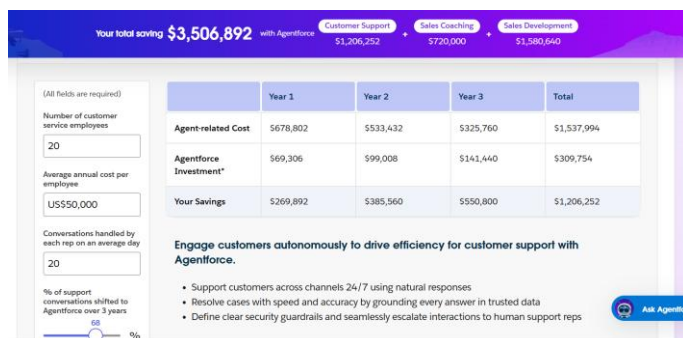 Your total saving $3,506,892 with Agentforce Customer Support $1,206,252 + Sales Coaching $720,000 + Sales Development $1,580,640
(All fields are required)
Number of customer
service employees
20
Average annual cost per
employee
US$50,000
Conversations handled by
each rep on an average day
20
% of support
conversations shifted to
Agentforce over 3 years
68
%
Year 1 Year 2 Year 3 Total
Agent-related Cost $678,802 $533,432 $325,760 $1,537,994
Agentforce
Investment* $69,306 $99,008 $141,440 $309,754
Your Savings $269,892 $385,560 $550,800 $1,206,252
Engage customers autonomously to drive efficiency for customer support with
Agentforce.
• Support customers across channels 24/7 using natural responses
• Resolve cases with speed and accuracy by grounding every answer in trusted data
• Define clear security guardrails and seamlessly escalate interactions to human support reps
Ask Agentfo